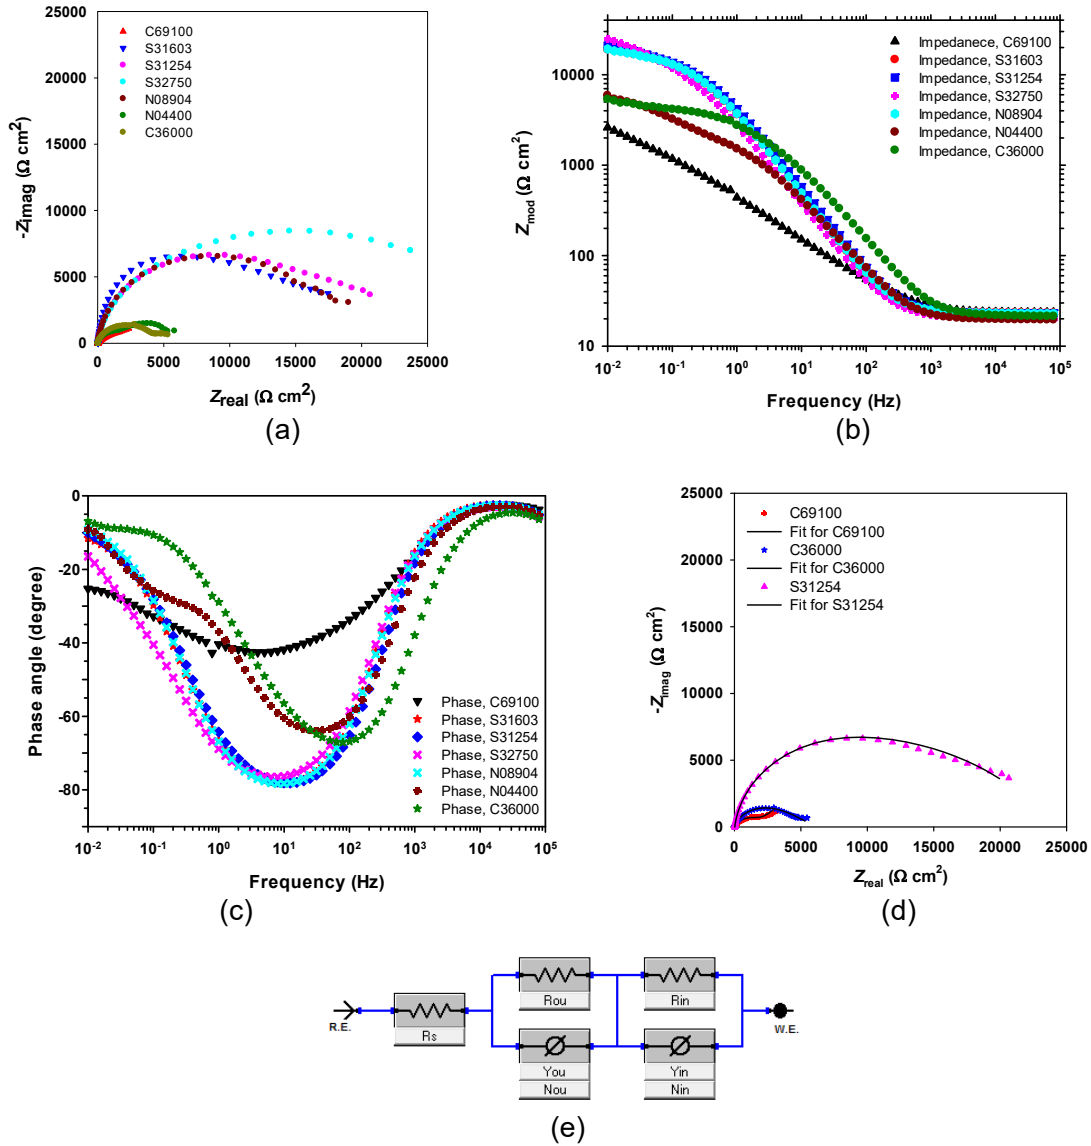 (a)
-Zimag (Ω cm2)
25000
20000
15000
10000
5000
0
C69100
S31603
S31254
S32750
N08904
N04400
C36000
0 5000 10000 15000 20000 25000
Zreal (Ω cm2)
(a)
Zmod (Ω cm2)
10000
1000
100
10
Impedanece, C69100
Impedance, S31603
Impedance, S31254
Impedance, S32750
Impedance, N08904
Impedance, N04400
Impedance, C36000
10-2 10-1 100 101 102 103 104 105
Frequency (Hz)
(b)
Phase angle (degree)
0
-20
-40
-60
-80
Phase, C69100
Phase, S31603
Phase, S31254
Phase, S32750
Phase, N08904
Phase, N04400
Phase, C36000
10-2 10-1 100 101 102 103 104 105
Frequency (Hz)
(c)
-Zimag (Ω cm2)
25000
20000
15000
10000
5000
0
C69100
Fit for C69100
C36000
Fit for C36000
S31254
Fit for S31254
0 5000 10000 15000 20000 25000
Zreal (Ω cm2)
(d)
R.E.
Rs
Rou
You
Nou
Rin
Yin
Nin
W.E.
(e)